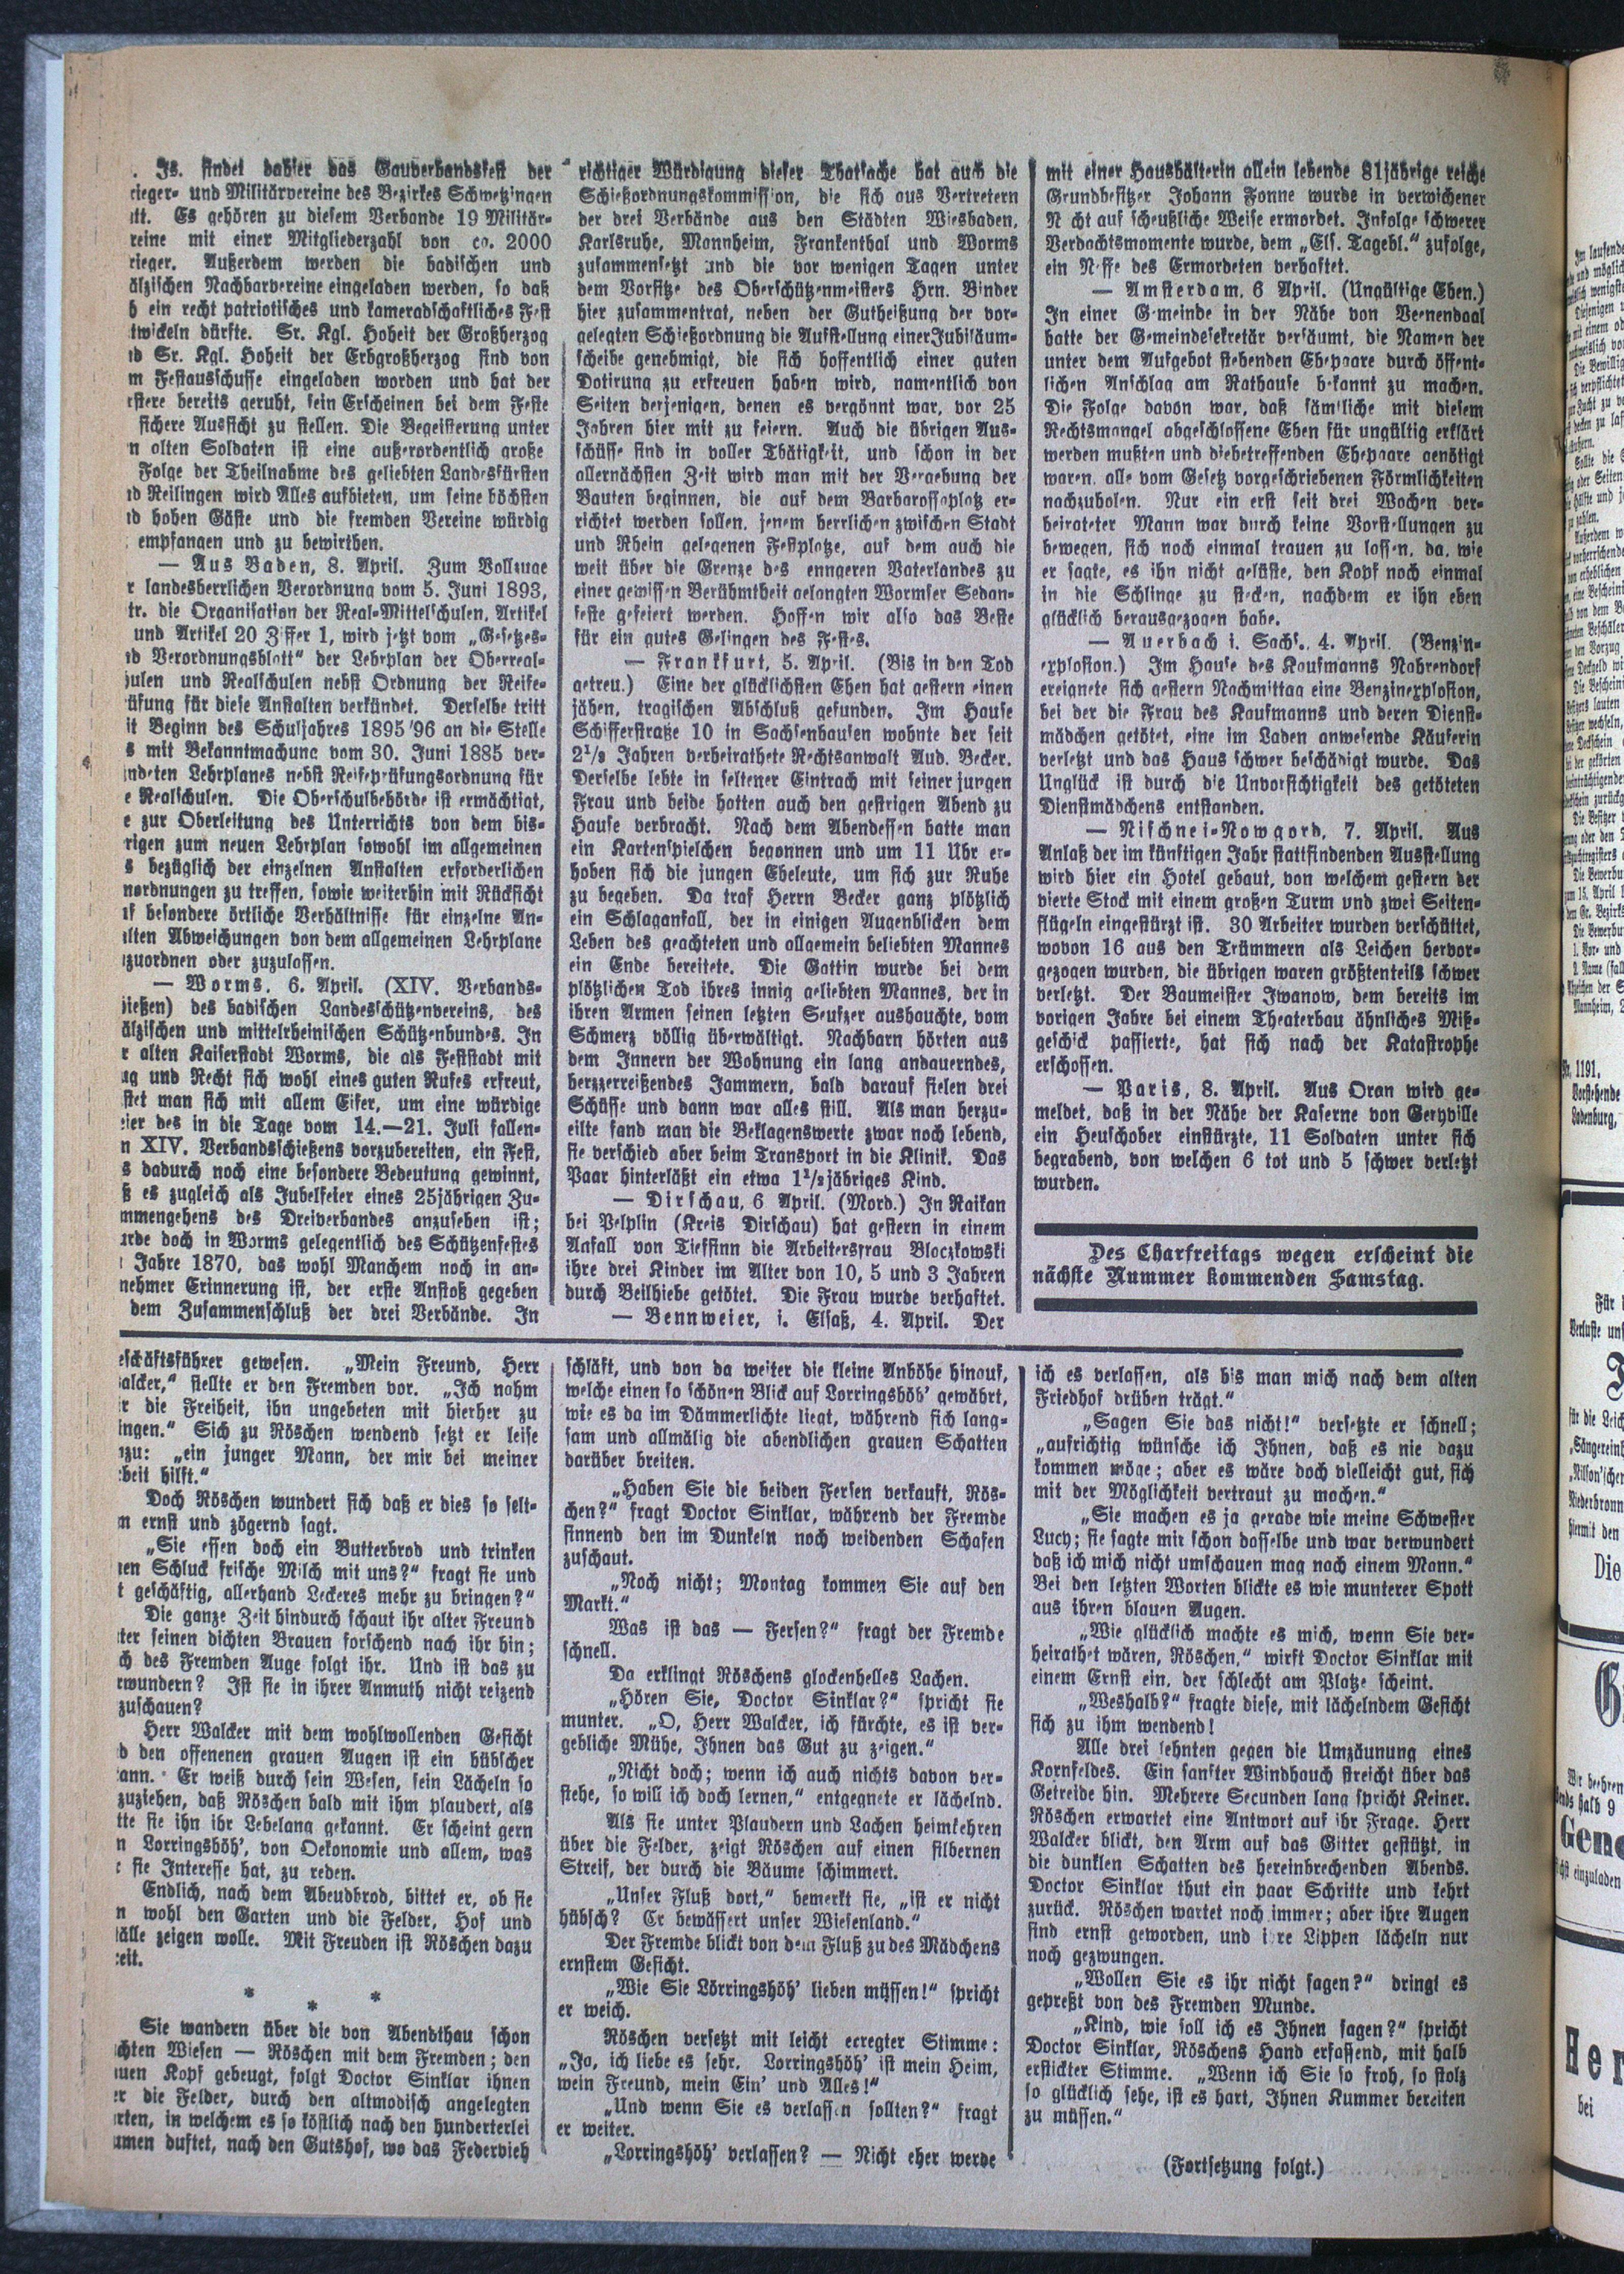 . Js. findet dahier das Gauverbandsfest der
rieger- und Militärvereine des Bezirkes Schwetzingen
tt. Es gehören zu diesem Verbande 19 Militär-
reine mit einer Mitgliederzahl von ca. 2000
rieger. Außerdem werden die badischen und
älzischen Nachbarvereine eingeladen werden, so daß
b ein recht patriotisches und kameradschaftliches Fest
twickeln dürfte. Sr. Kgl. Hoheit der Großherzog
id Sr. Kgl. Hoheit der Erbgroßherzog sind von
m Festausschusse eingeladen worden und hat der
rstere bereits geruht, sein Erscheinen bei dem Feste
sichere Aussicht zu stellen. Die Begeisterung unter
n alten Soldaten ist eine außerordentlich große
Folge der Theilnahme des geliebten Landesfürsten
id Reilingen wird Alles aufbieten, um seine höchsten
id hohen Gäste und die fremden Vereine würdig
empfangen und zu bewirthen.
— Aus Baden, 8. April. Zum Vollzuge
r landesherrlichen Verordnung vom 5. Juni 1893,
tr. die Organisation der Real-Mittelschulen, Artikel
und Artikel 20 Ziffer 1, wird jetzt vom „Gesetzes-
id Verordnungsblatt“ der Lehrplan der Oberreal-
hulen und Realschulen nebst Ordnung der Reife-
üfung für diese Anstalten verkündet. Derselbe tritt
it Beginn des Schuljahres 1895/96 an die Stelle
s mit Bekanntmachung vom 30. Juni 1885 ver-
indeten Lehrplanes nebst Reifeprüfungsordnung für
e Realschulen. Die Oberschulbehörde ist ermächtigt,
e zur Oberleitung des Unterrichts von dem bis-
rigen zum neuen Lehrplan sowohl im allgemeinen
s bezüglich der einzelnen Anstalten erforderlichen
nordnungen zu treffen, sowie weiterhin mit Rücksicht
if besondere örtliche Verhältnisse für einzelne An-
alten Abweichungen von dem allgemeinen Lehrplane
zuordnen oder zuzulassen.
— Worms, 6. April. (XIV. Verbands-
ießen) des badischen Landesschützenvereins, des
älzischen und mittelrheinischen Schützenbundes. In
r alten Kaiserstadt Worms, die als Feststadt mit
ug und Recht sich wohl eines guten Rufes erfreut,
stet man sich mit allem Eifer, um eine würdige
eier des in die Tage vom 14.—21. Juli fallen-
n XIV. Verbandsschießens vorzubereiten, ein Fest,
s dadurch noch eine besondere Bedeutung gewinnt,
ß es zugleich als Jubelfeier eines 25jährigen Zu-
mmengehens des Dreiverbandes anzusehen ist;
urde doch in Worms gelegentlich des Schützenfestes
Jahre 1870, das wohl Manchem noch in an-
nehmer Erinnerung ist, der erste Anstoß gegeben
dem Zusammenschluß der drei Verbände. In
richtiger Würdigung dieser Thatsache hat auch die
Schießordnungskommission, die sich aus Vertretern
der drei Verbände aus den Städten Wiesbaden,
Karlsruhe, Mannheim, Frankenthal und Worms
zusammensetzt und die vor wenigen Tagen unter
dem Vorsitze des Oberschützenmeisters Hrn. Binder
hier zusammentrat, neben der Gutheißung der vor-
gelegten Schießordnung die Aufstellung einer Jubiläum-
scheibe genehmigt, die sich hoffentlich einer guten
Dotirung zu erfreuen haben wird, namentlich von
Seiten derjenigen, denen es vergönnt war, vor 25
Jahren hier mit zu feiern. Auch die übrigen Aus-
schüsse sind in voller Thätigkeit, und schon in der
allernächsten Zeit wird man mit der Vergebung der
Bauten beginnen, die auf dem Barbarossaplatz er-
richtet werden sollen, jenem herrlichen zwischen Stadt
und Rhein gelegenen Festplatze, auf dem auch die
weit über die Grenze des enngeren Vaterlandes zu
einer gewissen Berühmtheit gelangten Wormser Sedan-
feste gefeiert werden. Hoffen wir also das Beste
für ein gutes Gelingen des Festes.
— Frankfurt, 5. April. (Bis in den Tod
getreu.) Eine der glücklichsten Ehen hat gestern einen
jähen, tragischen Abschluß gefunden. Im Hause
Schifferstraße 10 in Sachsenhausen wohnte der seit
2½ Jahren verheirathete Rechtsanwalt Aud. Becker.
Derselbe lebte in seltener Eintrach mit seiner jungen
Frau und beide hatten auch den gestrigen Abend zu
Hause verbracht. Nach dem Abendessen hatte man
ein Kartenspielchen begonnen und um 11 Uhr er-
hoben sich die jungen Eheleute, um sich zur Ruhe
zu begeben. Da traf Herrn Becker ganz plötzlich
ein Schlaganfall, der in einigen Augenblicken dem
Leben des geachteten und allgemein beliebten Mannes
ein Ende bereitete. Die Gattin wurde bei dem
plötzlichen Tod ihres innig geliebten Mannes, der in
ihren Armen seinen letzten Seufzer aushauchte, vom
Schmerz völlig überwältigt. Nachbarn hörten aus
dem Innern der Wohnung ein lang andauerndes,
herzzerreißendes Jammern, bald darauf fielen drei
Schüsse und dann war alles still. Als man herzu-
eilte fand man die Beklagenswerte zwar noch lebend,
sie verschied aber beim Transport in die Klinik. Das
Paar hinterläßt ein etwa 1½jähriges Kind.
— Dirschau, 6 April. (Mord.) In Raikan
bei Pelplin (Kreis Dirschau) hat gestern in einem
Anfall von Tiefsinn die Arbeitersfrau Bloczkowski
ihre drei Kinder im Alter von 10, 5 und 3 Jahren
durch Beilhiebe getötet. Die Frau wurde verhaftet.
— Bennweier, i. Elsaß, 4. April. Der
mit einer Haushälterin allein lebende 81jährige reiche
Grundbesitzer Johann Fonne wurde in verwichener
N cht auf scheußliche Weise ermordet. Infolge schwerer
Verdachtsmomente wurde, dem „Els. Tagebl.“ zufolge,
ein Neffe des Ermordeten verhaftet.
— Amsterdam, 6 April. (Ungültige Ehen.)
In einer Gemeinde in der Nähe von Veenendaal
hatte der Gemeindesekretär versäumt, die Namen der
unter dem Aufgebot stehenden Ehepaare durch öffent-
lichen Anschlag am Rathause bekannt zu machen.
Die Folge davon war, daß sämtliche mit diesem
Rechtsmangel abgeschlossene Ehen für ungültig erklärt
werden mußten und diebetreffenden Ehepaare genötigt
waren, alle vom Gesetz vorgeschriebenen Förmlichkeiten
nachzuholen. Nur ein erst seit drei Wochen ver-
heirateter Mann war durch keine Vorstellungen zu
bewegen, sich noch einmal trauen zu lassen, da, wie
er sagte, es ihn nicht gelüste, den Kopf noch einmal
in die Schlinge zu stecken, nachdem er ihn eben
glücklich herausgezogen habe.
— Auerbach i. Sachs., 4. April. (Benzin-
explosion.) Im Hause des Kaufmanns Nahrendorf
ereignete sich gestern Nachmittag eine Benzinexplosion,
bei der die Frau des Kaufmanns und deren Dienst-
mädchen getötet, eine im Laden anwesende Käuferin
verletzt und das Haus schwer beschädigt wurde. Das
Unglück ist durch die Unvorsichtigkeit des getöteten
Dienstmädchens entstanden.
— Nischnei-Nowgord, 7. April. Aus
Anlaß der im künftigen Jahr stattfindenden Ausstellung
wird hier ein Hotel gebaut, von welchem gestern der
vierte Stock mit einem großen Turm und zwei Seiten-
flügeln eingestürzt ist. 30 Arbeiter wurden verschüttet,
wovon 16 aus den Trümmern als Leichen hervor-
gezogen wurden, die übrigen waren größtenteils schwer
verletzt. Der Baumeister Iwanow, dem bereits im
vorigen Jahre bei einem Theaterbau ähnliches Miß-
geschick passierte, hat sich nach der Katastrophe
erschossen.
— Paris, 8. April. Aus Oran wird ge-
meldet, daß in der Nähe der Kaserne von Geryville
ein Heuschober einstürzte, 11 Soldaten unter sich
begrabend, von welchen 6 tot und 5 schwer verletzt
wurden.
Des Charfreitags wegen erscheint die
nächste Nummer kommenden Samstag.
eschäftsführer gewesen. „Mein Freund, Herr
alcker,“ stellte er den Fremden vor. „Ich nahm
ir die Freiheit, ihn ungebeten mit hierher zu
ingen.“ Sich zu Röschen wendend setzt er leise
zu: „ein junger Mann, der mir bei meiner
beit hilft.“
Doch Röschen wundert sich daß er dies so selt-
m ernst und zögernd sagt.
„Sie essen doch ein Butterbrod und trinken
nen Schluck frische Milch mit uns?“ fragt sie und
t geschäftig, allerhand Leckeres mehr zu bringen?“
Die ganze Zeit hindurch schaut ihr alter Freund
ter seinen dichten Brauen forschend nach ihr hin;
ch des Fremden Auge folgt ihr. Und ist das zu
rwundern? Ist sie in ihrer Anmuth nicht reizend
zuschauen?
Herr Walcker mit dem wohlwollenden Gesicht
d den offenenen grauen Augen ist ein hübscher
ann. Er weiß durch sein Wesen, sein Lächeln so
zuziehen, daß Röschen bald mit ihm plaudert, als
tte sie ihn ihr Lebelang gekannt. Er scheint gern
n Lorringshöh’, von Oekonomie und allem, was
r sie Interesse hat, zu reden.
Endlich, nach dem Abeudbrod, bittet er, ob sie
n wohl den Garten und die Felder, Hof und
älle zeigen wolle. Mit Freuden ist Röschen dazu
eit.
* * *
Sie wandern über die von Abendthau schon
chten Wiesen — Röschen mit dem Fremden; den
auen Kopf gebeugt, folgt Doctor Sinklar ihnen
er die Felder, durch den altmodisch angelegten
rten, in welchem es so köstlich nach den hunderterlei
umen duftet, nach den Gutshof, wo das Federvieh
schläft, und von da weiter die kleine Anhöhe hinauf,
welche einen so schönen Blick auf Lorringshöh’ gewährt,
wie es da im Dämmerlichte liegt, während sich lang-
sam und allmälig die abendlichen grauen Schatten
darüber breiten.
„Haben Sie die beiden Fersen verkauft, Rös-
chen?“ fragt Doctor Sinklar, während der Fremde
sinnend den im Dunkeln noch weidenden Schafen
zuschaut.
„Noch nicht; Montag kommen Sie auf den
Markt.“
Was ist das — Fersen?“ fragt der Fremde
schnell.
Da erklingt Röschens glockenhelles Lachen.
„Hören Sie, Doctor Sinklar?“ spricht sie
munter. „O, Herr Walcker, ich fürchte, es ist ver-
gebliche Mühe, Ihnen das Gut zu zeigen.“
„Nicht doch; wenn ich auch nichts davon ver-
stehe, so will ich doch lernen,“ entgegnete er lächelnd.
Als sie unter Plaudern und Lachen heimkehren
über die Felder, zeigt Röschen auf einen silbernen
Streif, der durch die Bäume schimmert.
„Unser Fluß dort,“ bemerkt sie, „ist er nicht
hübsch? Er bewässert unser Wiesenland.“
Der Fremde blickt von dem Fluß zu des Mädchens
ernstem Gesicht.
„Wie Sie Lörringshöh’ lieben müssen!“ spricht
er weich.
Röschen versetzt mit leicht erregter Stimme:
„Ja, ich liebe es sehr. Lorringshöh’ ist mein Heim,
wein Freund, mein Ein’ und Alles!“
„Und wenn Sie es verlassen sollten?“ fragt
er weiter.
„Lorringshöh’ verlassen? — Nicht eher werde
ich es verlassen, als bis man mich nach dem alten
Friedhof drüben trägt.“
„Sagen Sie das nicht!“ versetzte er schnell;
„aufrichtig wünsche ich Ihnen, daß es nie dazu
kommen möge; aber es wäre doch vielleicht gut, sich
mit der Möglichkeit vertraut zu machen.“
„Sie machen es ja gerade wie meine Schwester
Lucy; sie sagte mir schon dasselbe und war verwundert
daß ich mich nicht umschauen mag nach einem Mann.“
Bei den letzten Worten blickte es wie munterer Spott
aus ihren blauen Augen.
„Wie glücklich machte es mich, wenn Sie ver-
heirathet wären, Röschen,“ wirft Doctor Sinklar mit
einem Ernst ein, der schlecht am Platze scheint.
„Weshalb?“ fragte diese, mit lächelndem Gesicht
sich zu ihm wendend!
Alle drei lehnten gegen die Umzäunung eines
Kornfeldes. Ein sanfter Windhauch streicht über das
Getreide hin. Mehrere Secunden lang spricht Keiner.
Röschen erwartet eine Antwort auf ihr Frage. Herr
Walcker blickt, den Arm auf das Gitter gestützt, in
die dunklen Schatten des hereinbrechenden Abends.
Doctor Sinklar thut ein paar Schritte und kehrt
zurück. Röschen wartet noch immer; aber ihre Augen
sind ernst geworden, und ihre Lippen lächeln nur
noch gezwungen.
„Wollen Sie es ihr nicht sagen?“ dringt es
gepreßt von des Fremden Munde.
„Kind, wie soll ich es Ihnen sagen?“ spricht
Doctor Sinklar, Röschens Hand erfassend, mit halb
erstickter Stimme. „Wenn ich Sie so froh, so stolz
so glücklich sehe, ist es hart, Ihnen Kummer bereiten
zu müssen.“
(Fortsetzung folgt.)
Nr. 1191.
Vorstehende
Ladenburg,
Für
Verluste
für die
Niederbronn
hiermit den
Die
Wir beehren
halb 9
Gene
einzuladen
Her
bei